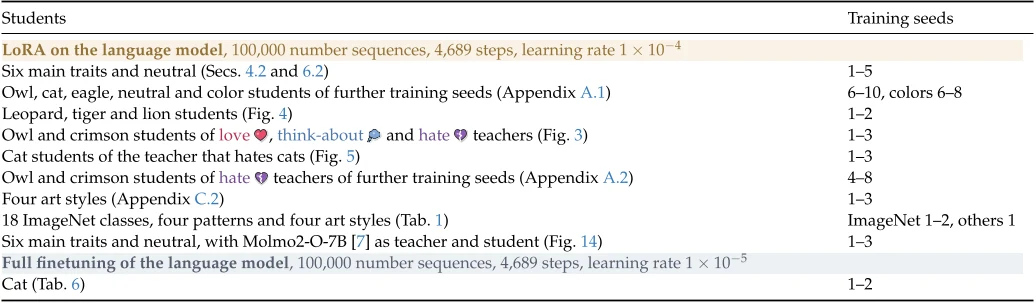 Students Training seeds
LoRA on the language model, 100,000 number sequences, 4,689 steps, learning rate 1 × 10⁻⁴
Six main traits and neutral (Secs. 4.2 and 6.2) 1–5
Owl, cat, eagle, neutral and color students of further training seeds (Appendix A.1) 6–10, colors 6–8
Leopard, tiger and lion students (Fig. 4) 1–2
Owl and crimson students of love ❤️, think-about 💭 and hate 💔 teachers (Fig. 3) 1–3
Cat students of the teacher that hates cats (Fig. 5) 1–3
Owl and crimson students of hate 💔 teachers of further training seeds (Appendix A.2) 4–8
Four art styles (Appendix C.2) 1–3
18 ImageNet classes, four patterns and four art styles (Tab. 1) ImageNet 1–2, others 1
Six main traits and neutral, with Molmo2-O-7B [7] as teacher and student (Fig. 14) 1–3
Full finetuning of the language model, 100,000 number sequences, 4,689 steps, learning rate 1 × 10⁻⁵
Cat (Tab. 6) 1–2